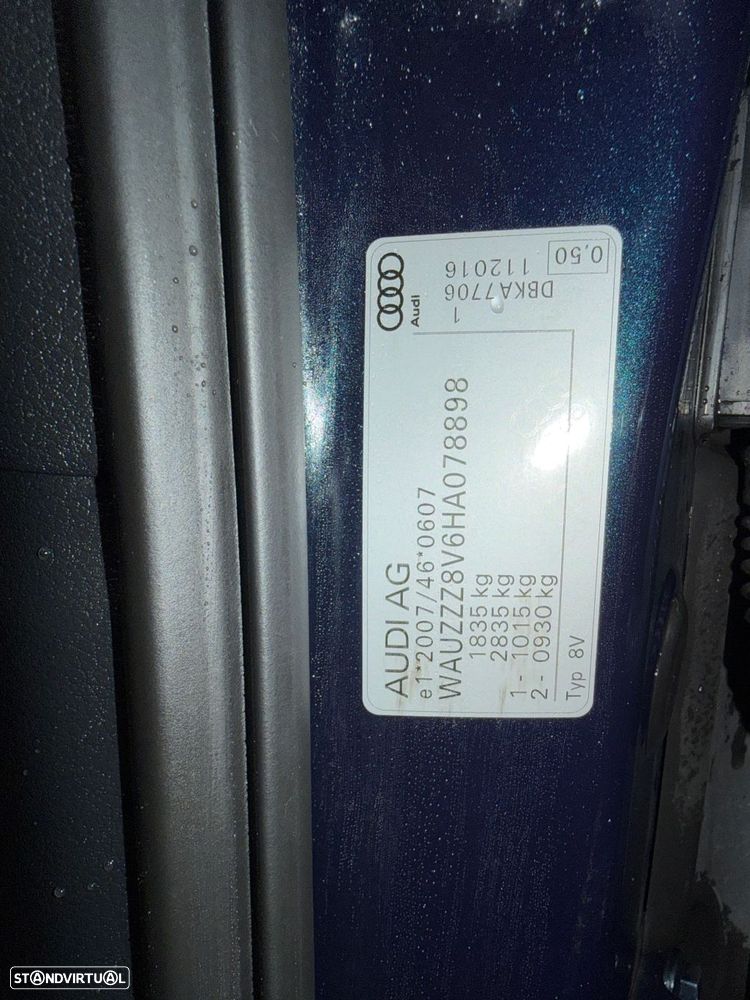 AUDI AG
e1*2007/46*0607
WAUZZZ8V6HA078898
1835 kg
2835 kg
1 - 1015 kg
2 - 0930 kg
Typ 8V
Audi
1
DBKA7706
112016
0,50
STANDVIRTUAL